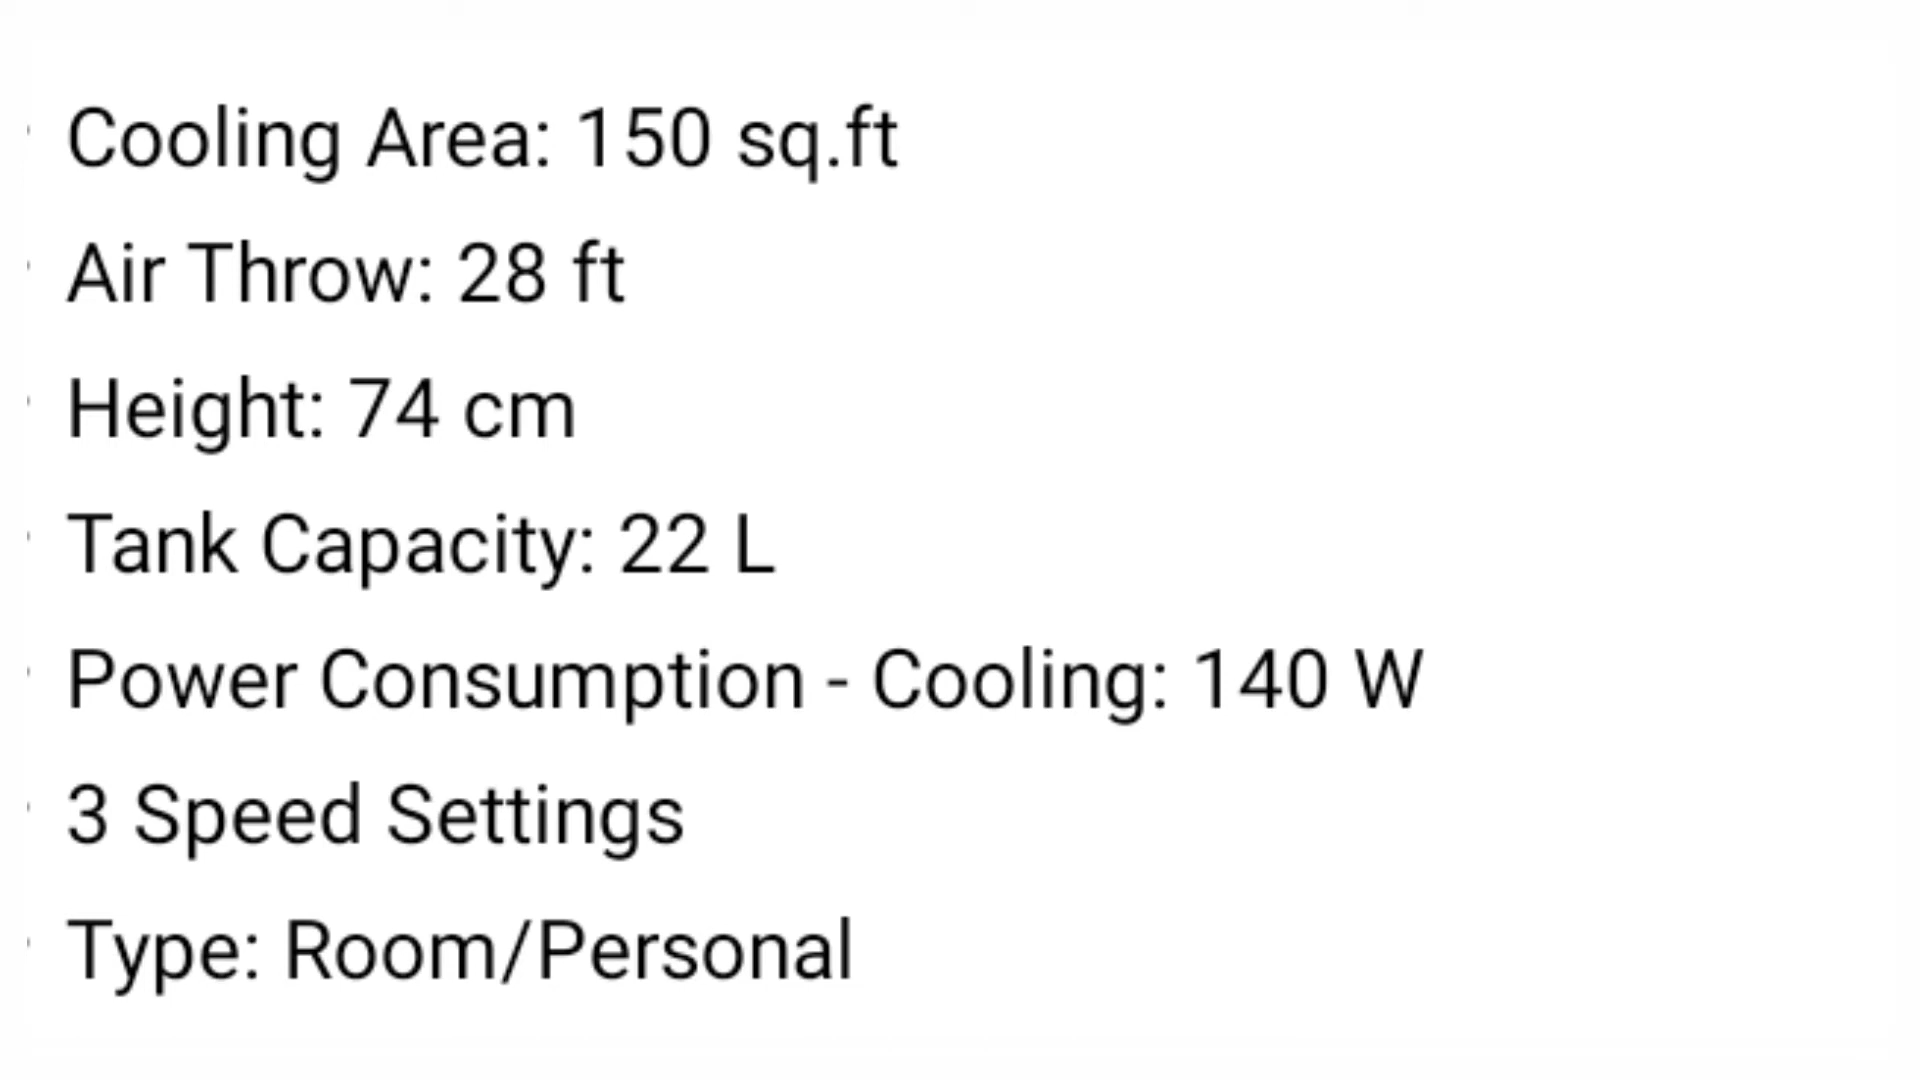 Cooling Area: 150 sq.ft
Air Throw: 28 ft
Height: 74 cm
Tank Capacity: 22 L
Power Consumption - Cooling: 140 W
3 Speed Settings
Type: Room/Personal